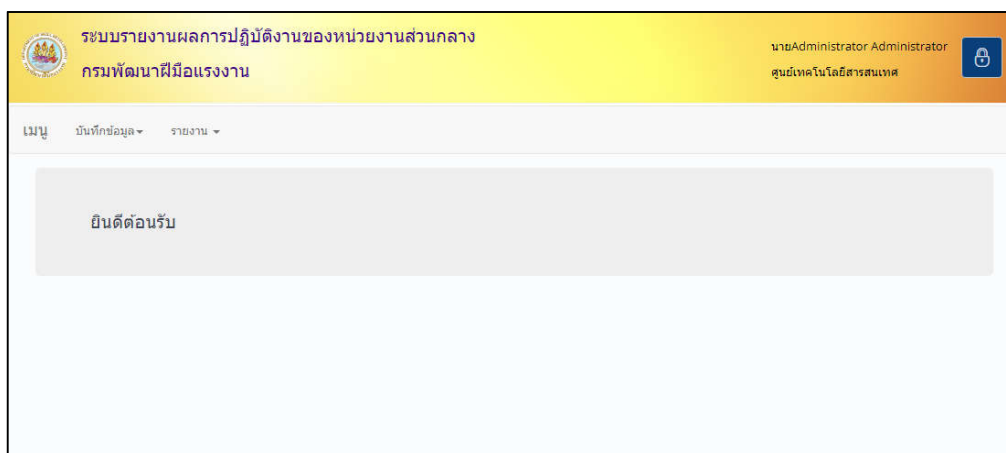 ระบบรายงานผลการปฏิบัติงานของหน่วยงานส่วนกลาง
กรมพัฒนาฝีมือแรงงาน
นายAdministrator Administrator
ศูนย์เทคโนโลยีสารสนเทศ
เมนู บันทึกข้อมูล รายงาน
ยินดีต้อนรับ